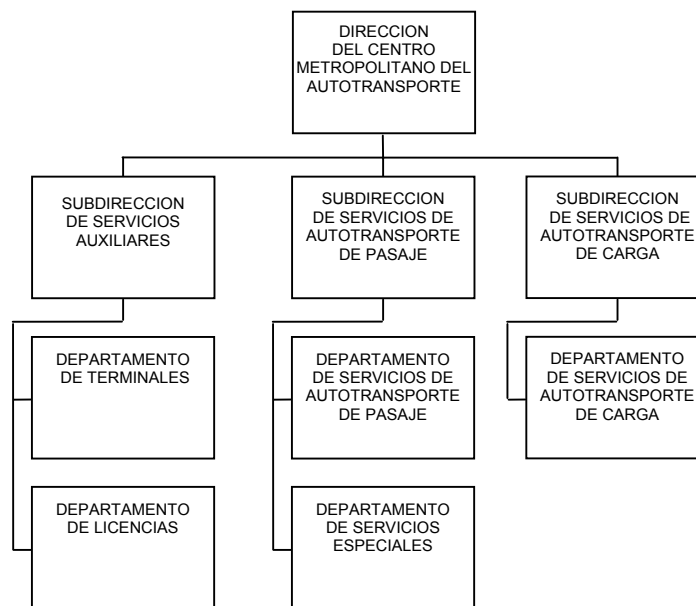 DIRECCION
DEL CENTRO
METROPOLITANO DEL
AUTOTRANSPORTE
SUBDIRECCION
DE SERVICIOS
AUXILIARES
SUBDIRECCION
DE SERVICIOS DE
AUTOTRANSPORTE
DE PASAJE
SUBDIRECCION
DE SERVICIOS DE
AUTOTRANSPORTE
DE CARGA
DEPARTAMENTO
DE TERMINALES
DEPARTAMENTO
DE SERVICIOS DE
AUTOTRANSPORTE
DE PASAJE
DEPARTAMENTO
DE SERVICIOS DE
AUTOTRANSPORTE
DE CARGA
DEPARTAMENTO
DE LICENCIAS
DEPARTAMENTO
DE SERVICIOS
ESPECIALES